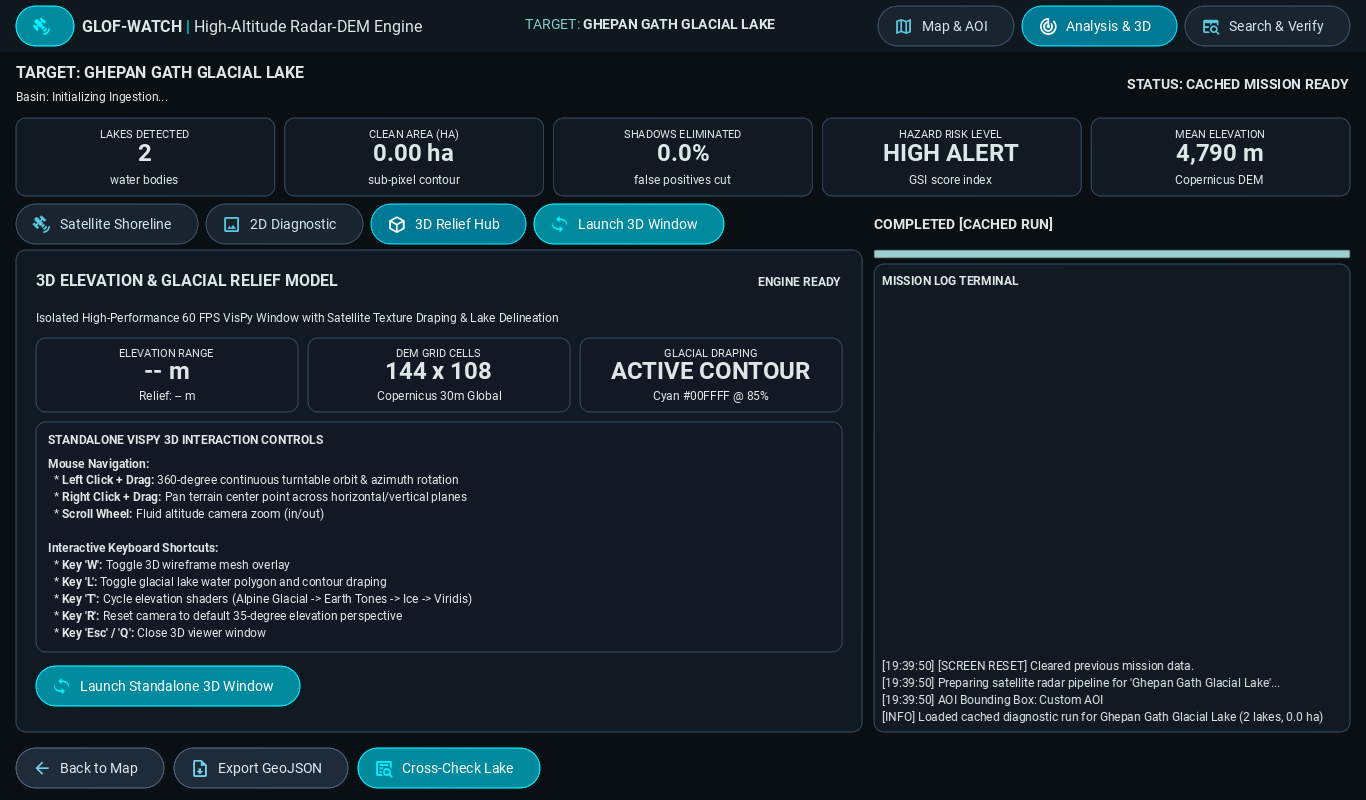 GLOF-WATCH | High-Altitude Radar-DEM Engine
TARGET: GHEPAN GATH GLACIAL LAKE
Map & AOI
Analysis & 3D
Search & Verify
TARGET: GHEPAN GATH GLACIAL LAKE
Basin: Initializing Ingestion...
STATUS: CACHED MISSION READY
LAKES DETECTED
2
water bodies
CLEAN AREA (HA)
0.00 ha
sub-pixel contour
SHADOWS ELIMINATED
0.0%
false positives cut
HAZARD RISK LEVEL
HIGH ALERT
GSI score index
MEAN ELEVATION
4,790 m
Copernicus DEM
Satellite Shoreline
2D Diagnostic
3D Relief Hub
Launch 3D Window
COMPLETED [CACHED RUN]
3D ELEVATION & GLACIAL RELIEF MODEL
ENGINE READY
Isolated High-Performance 60 FPS VisPy Window with Satellite Texture Draping & Lake Delineation
ELEVATION RANGE
-- m
Relief: -- m
DEM GRID CELLS
144 x 108
Copernicus 30m Global
GLACIAL DRAPING
ACTIVE CONTOUR
Cyan #00FFFF @ 85%
STANDALONE VISPY 3D INTERACTION CONTROLS
Mouse Navigation:
* Left Click + Drag: 360-degree continuous turntable orbit & azimuth rotation
* Right Click + Drag: Pan terrain center point across horizontal/vertical planes
* Scroll Wheel: Fluid altitude camera zoom (in/out)
Interactive Keyboard Shortcuts:
* Key 'W': Toggle 3D wireframe mesh overlay
* Key 'L': Toggle glacial lake water polygon and contour draping
* Key 'T': Cycle elevation shaders (Alpine Glacial -> Earth Tones -> Ice -> Viridis)
* Key 'R': Reset camera to default 35-degree elevation perspective
* Key 'Esc' / 'Q': Close 3D viewer window
Launch Standalone 3D Window
MISSION LOG TERMINAL
[19:39:50] [SCREEN RESET] Cleared previous mission data.
[19:39:50] Preparing satellite radar pipeline for 'Ghepan Gath Glacial Lake'...
[19:39:50] AOI Bounding Box: Custom AOI
[INFO] Loaded cached diagnostic run for Ghepan Gath Glacial Lake (2 lakes, 0.0 ha)
Back to Map
Export GeoJSON
Cross-Check Lake